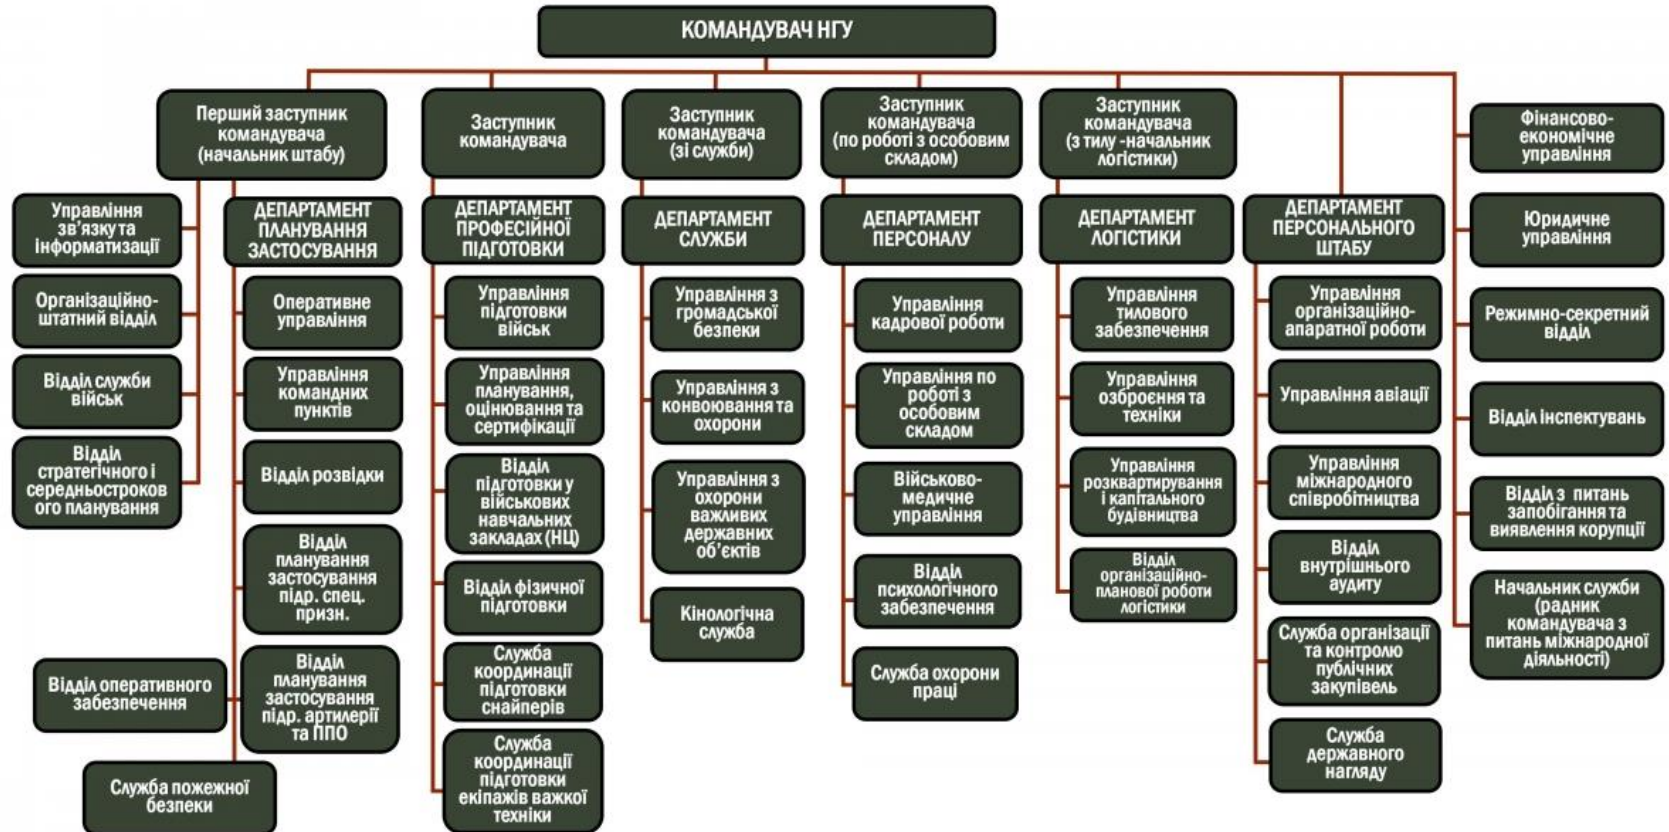 КОМАНДУВАЧ НГУ
Перший заступник
командувача
(начальник штабу)
Заступник
командувача
Заступник
командувача
(зі служби)
Заступник
командувача
(по роботі з особовим
складом)
Заступник
командувача
(з тилу -начальник
логістики)
Фінансово-
економічне
управління
Управління
зв'язку та
інформатизації
Організаційно-
штатний відділ
Відділ служби
військ
Відділ
стратегічного і
середньостроков
ого планування
ДЕПАРТАМЕНТ
ПЛАНУВАННЯ
ЗАСТОСУВАННЯ
Оперативне
управління
Управління
командних
пунктів
Відділ розвідки
Відділ
планування
застосування
підр. спец.
призн.
Відділ
планування
застосування
підр. артилерії
та ППО
Відділ оперативного
забезпечення
Служба пожежної
безпеки
ДЕПАРТАМЕНТ
ПРОФЕСІЙНОЇ
ПІДГОТОВКИ
Управління
підготовки
військ
Управління
планування,
оцінювання та
сертифікації
Відділ
підготовки у
військових
навчальних
закладах (НЦ)
Відділ фізичної
підготовки
Служба
координації
підготовки
снайперів
Служба
координації
підготовки
екіпажів важкої
техніки
ДЕПАРТАМЕНТ
СЛУЖБИ
Управління з
громадської
безпеки
Управління з
конвоювання та
охорони
Управління з
охорони
важливих
державних
об'єктів
Кінологічна
служба
ДЕПАРТАМЕНТ
ПЕРСОНАЛУ
Управління
кадрової роботи
Управління по
роботі з
особовим
складом
Військово-
медичне
управління
Відділ
психологічного
забезпечення
Служба охорони
праці
ДЕПАРТАМЕНТ
ЛОГІСТИКИ
Управління
тилового
забезпечення
Управління
озброєння та
техніки
Управління
розквартирування
і капітального
будівництва
Відділ
організаційно-
планової роботи
логістики
ДЕПАРТАМЕНТ
ПЕРСОНАЛЬНОГО
ШТАБУ
Управління
організаційно-
апаратної роботи
Управління авіації
Управління
міжнародного
співробітництва
Відділ
внутрішнього
аудиту
Служба організації
та контролю
публічних
закупівель
Служба
державного
нагляду
Юридичне
управління
Режимно-секретний
відділ
Відділ інспектувань
Відділ з питань
запобігання та
виявлення корупції
Начальник служби
(радник
командувача з
питань міжнародної
діяльності)